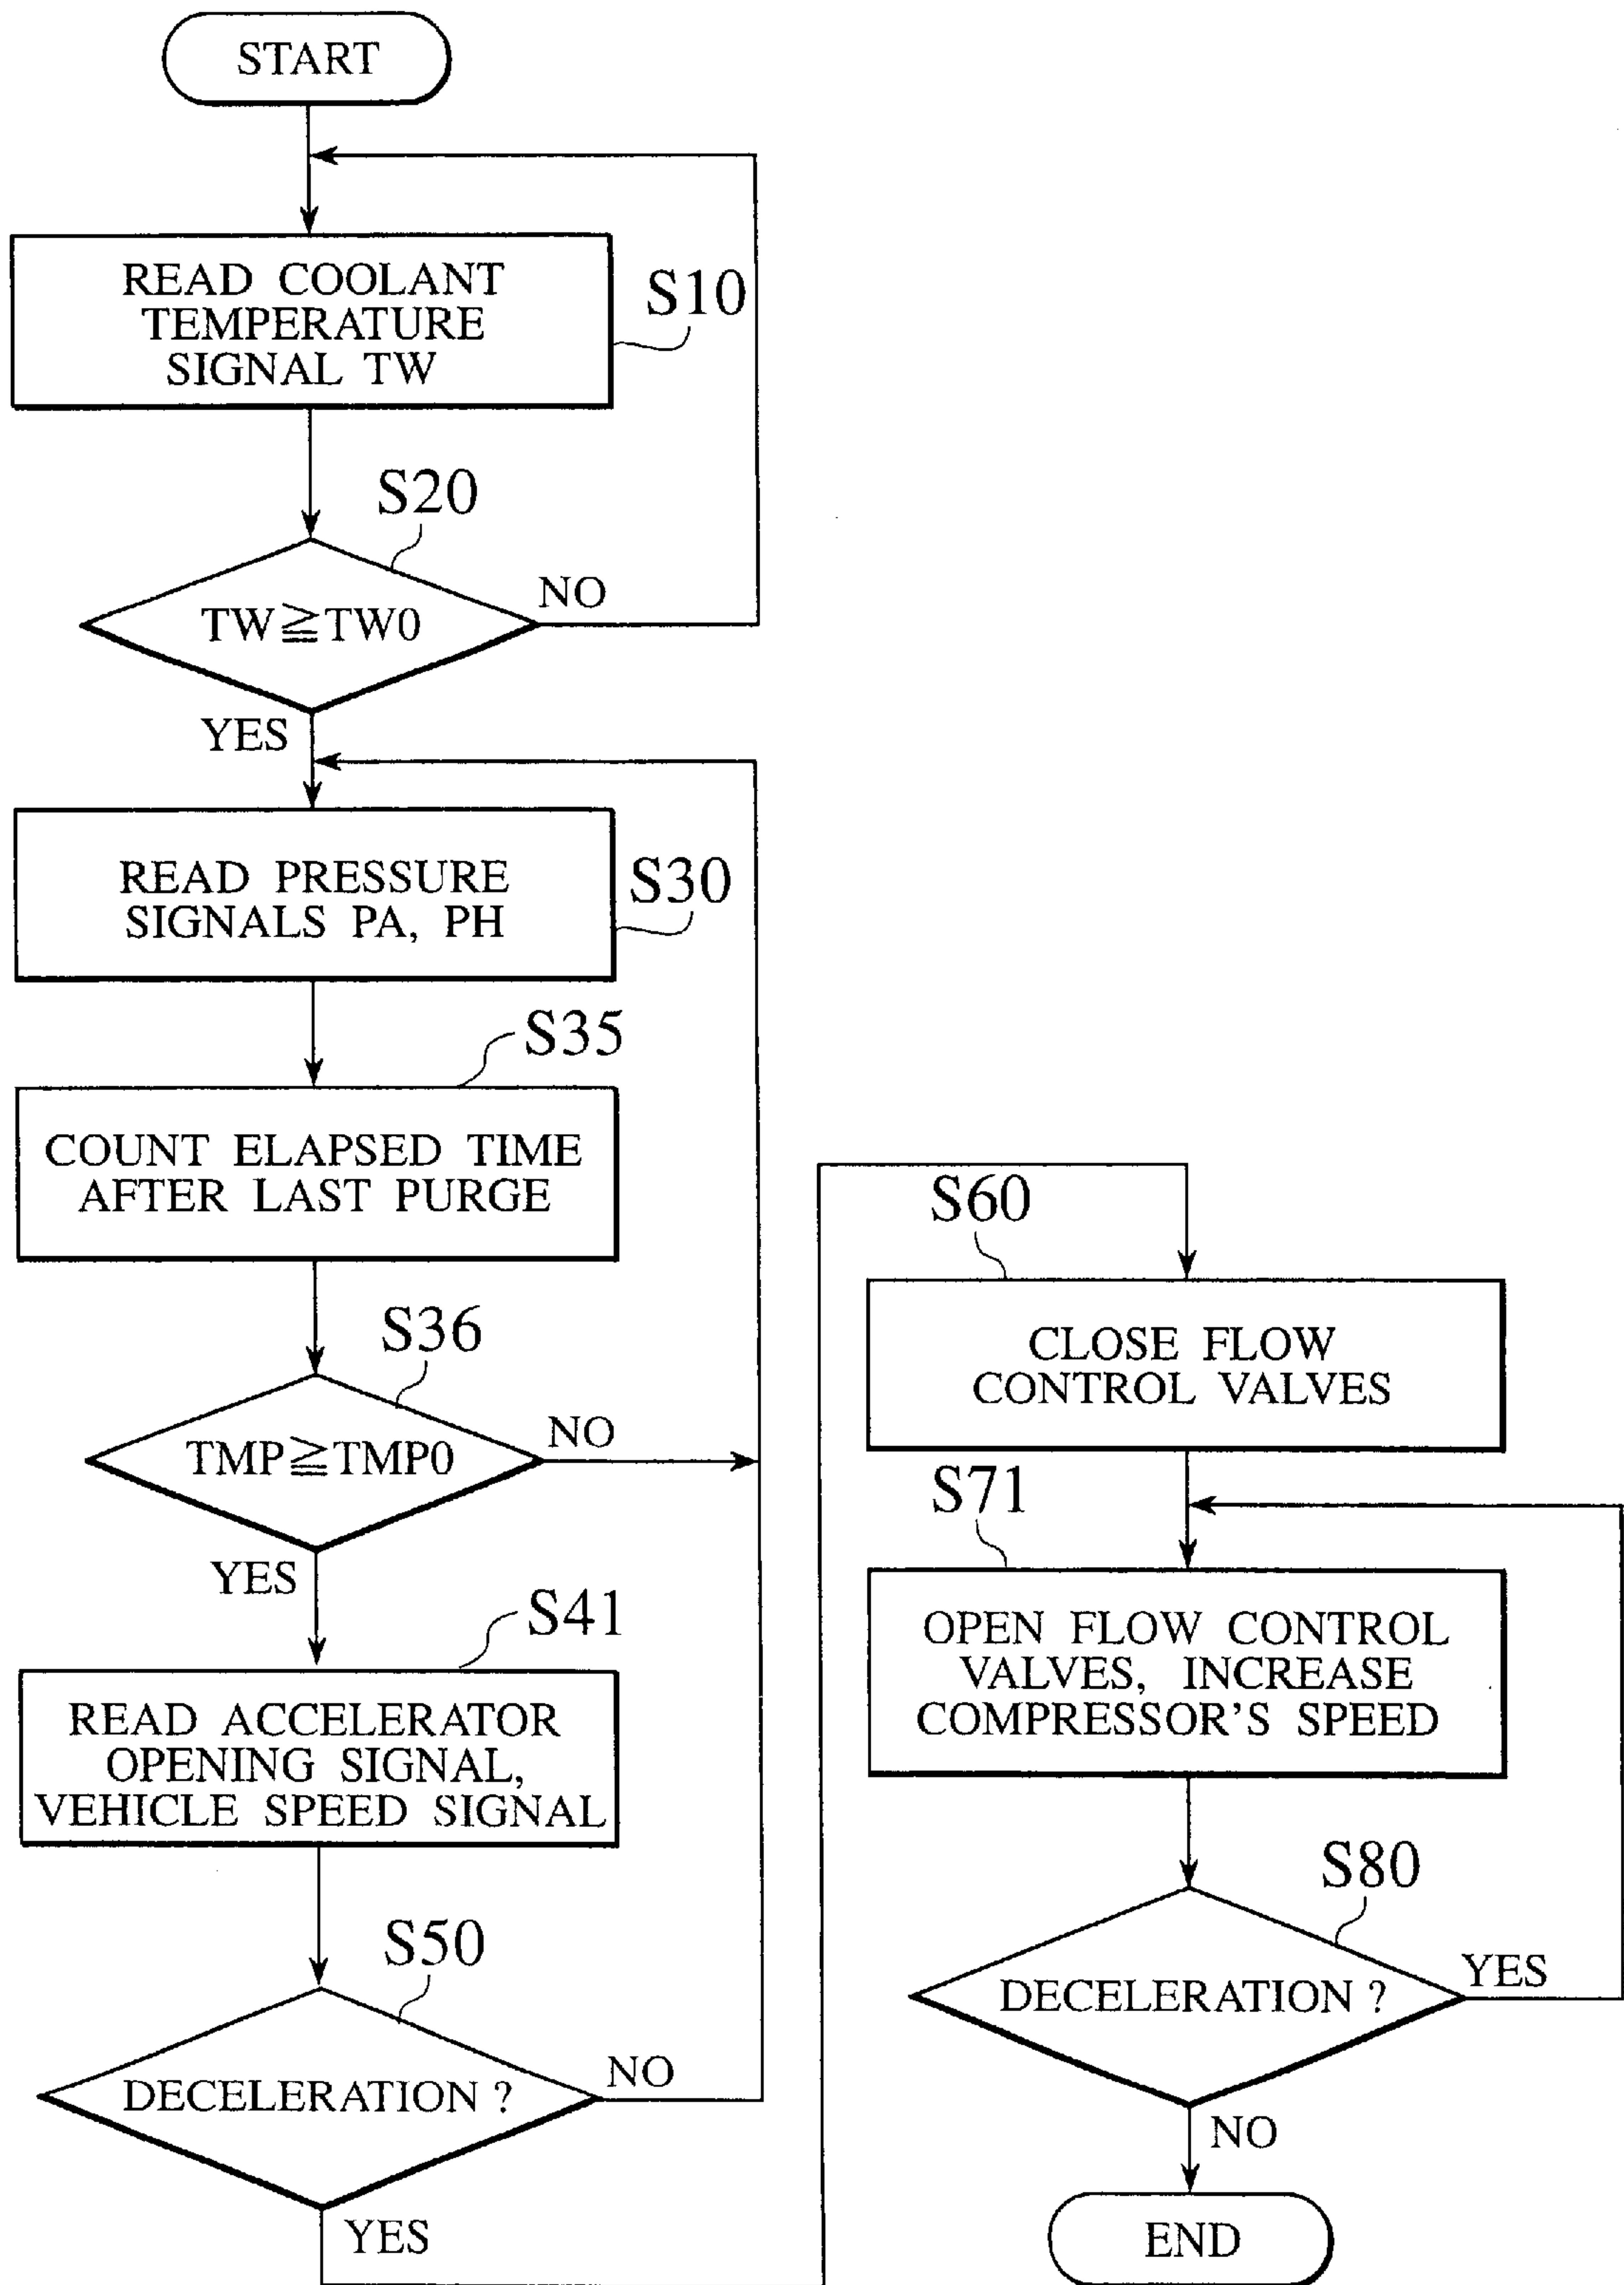 START
READ COOLANT
TEMPERATURE
SIGNAL TW
S10
S20
TW≧TW0
NO
YES
READ PRESSURE
SIGNALS PA, PH
S30
S35
COUNT ELAPSED TIME
AFTER LAST PURGE
S36
TMP≧TMP0
NO
YES
S41
READ ACCELERATOR
OPENING SIGNAL,
VEHICLE SPEED SIGNAL
S50
DECELERATION ?
NO
YES
S60
CLOSE FLOW
CONTROL VALVES
S71
OPEN FLOW CONTROL
VALVES, INCREASE
COMPRESSOR'S SPEED
S80
DECELERATION ?
YES
NO
END